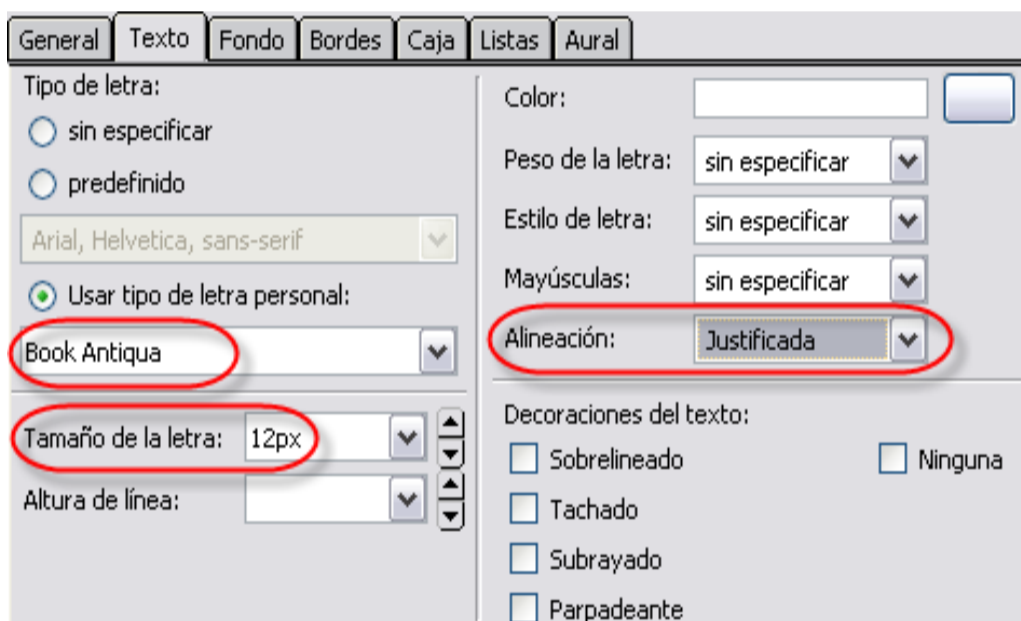 General Texto Fondo Bordes Caja Listas Aural
Tipo de letra:
sin especificar
predefinido
Arial, Helvetica, sans-serif
Usar tipo de letra personal:
Book Antiqua
Tamaño de la letra: 12px
Altura de línea:
Color:
Peso de la letra: sin especificar
Estilo de letra: sin especificar
Mayúsculas: sin especificar
Alineación: Justificada
Decoraciones del texto:
Sobrelineado Ninguna
Tachado
Subrayado
Parpadeante